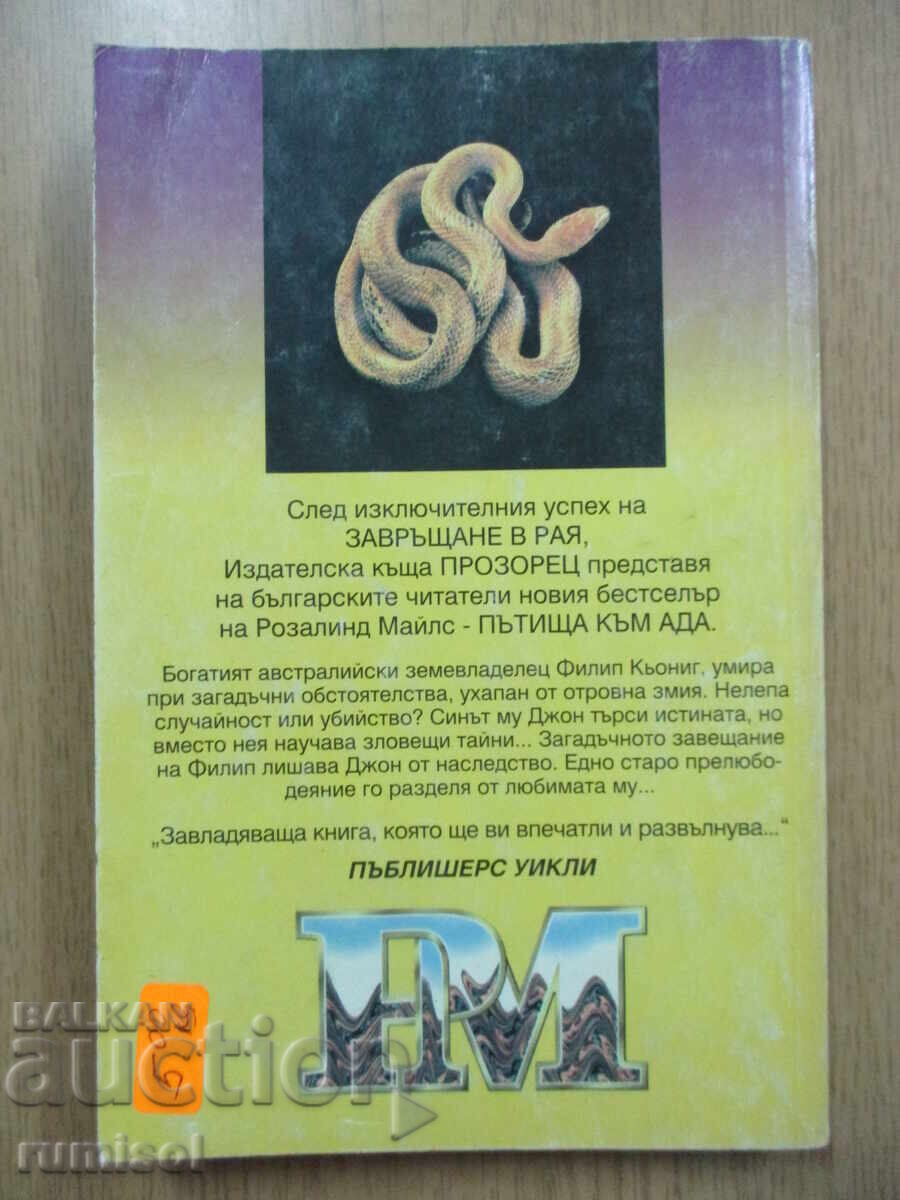 След изключителния успех на
ЗАВРЪЩАНЕ В РАЯ,
Издателска къща ПРОЗОРЕЦ представя
на българските читатели новия бестселър
на Розалинд Майлс - ПЪТИЩА КЪМ АДА.
Богатият австралийски земевладелец Филип Кьониг, умира
при загадъчни обстоятелства, ухапан от отровна змия. Нелепа
случайност или убийство? Синът му Джон търси истината, но
вместо нея научава зловещи тайни... Загадъчното завещание
на Филип лишава Джон от наследство. Едно старо прелюбо-
деяние го разделя от любимата му...
„Завладяваща книга, която ще ви впечатли и развълнува...“
ПЪБЛИШЕРС УИКЛИ
РМ
BALKAN
auction
rumisol